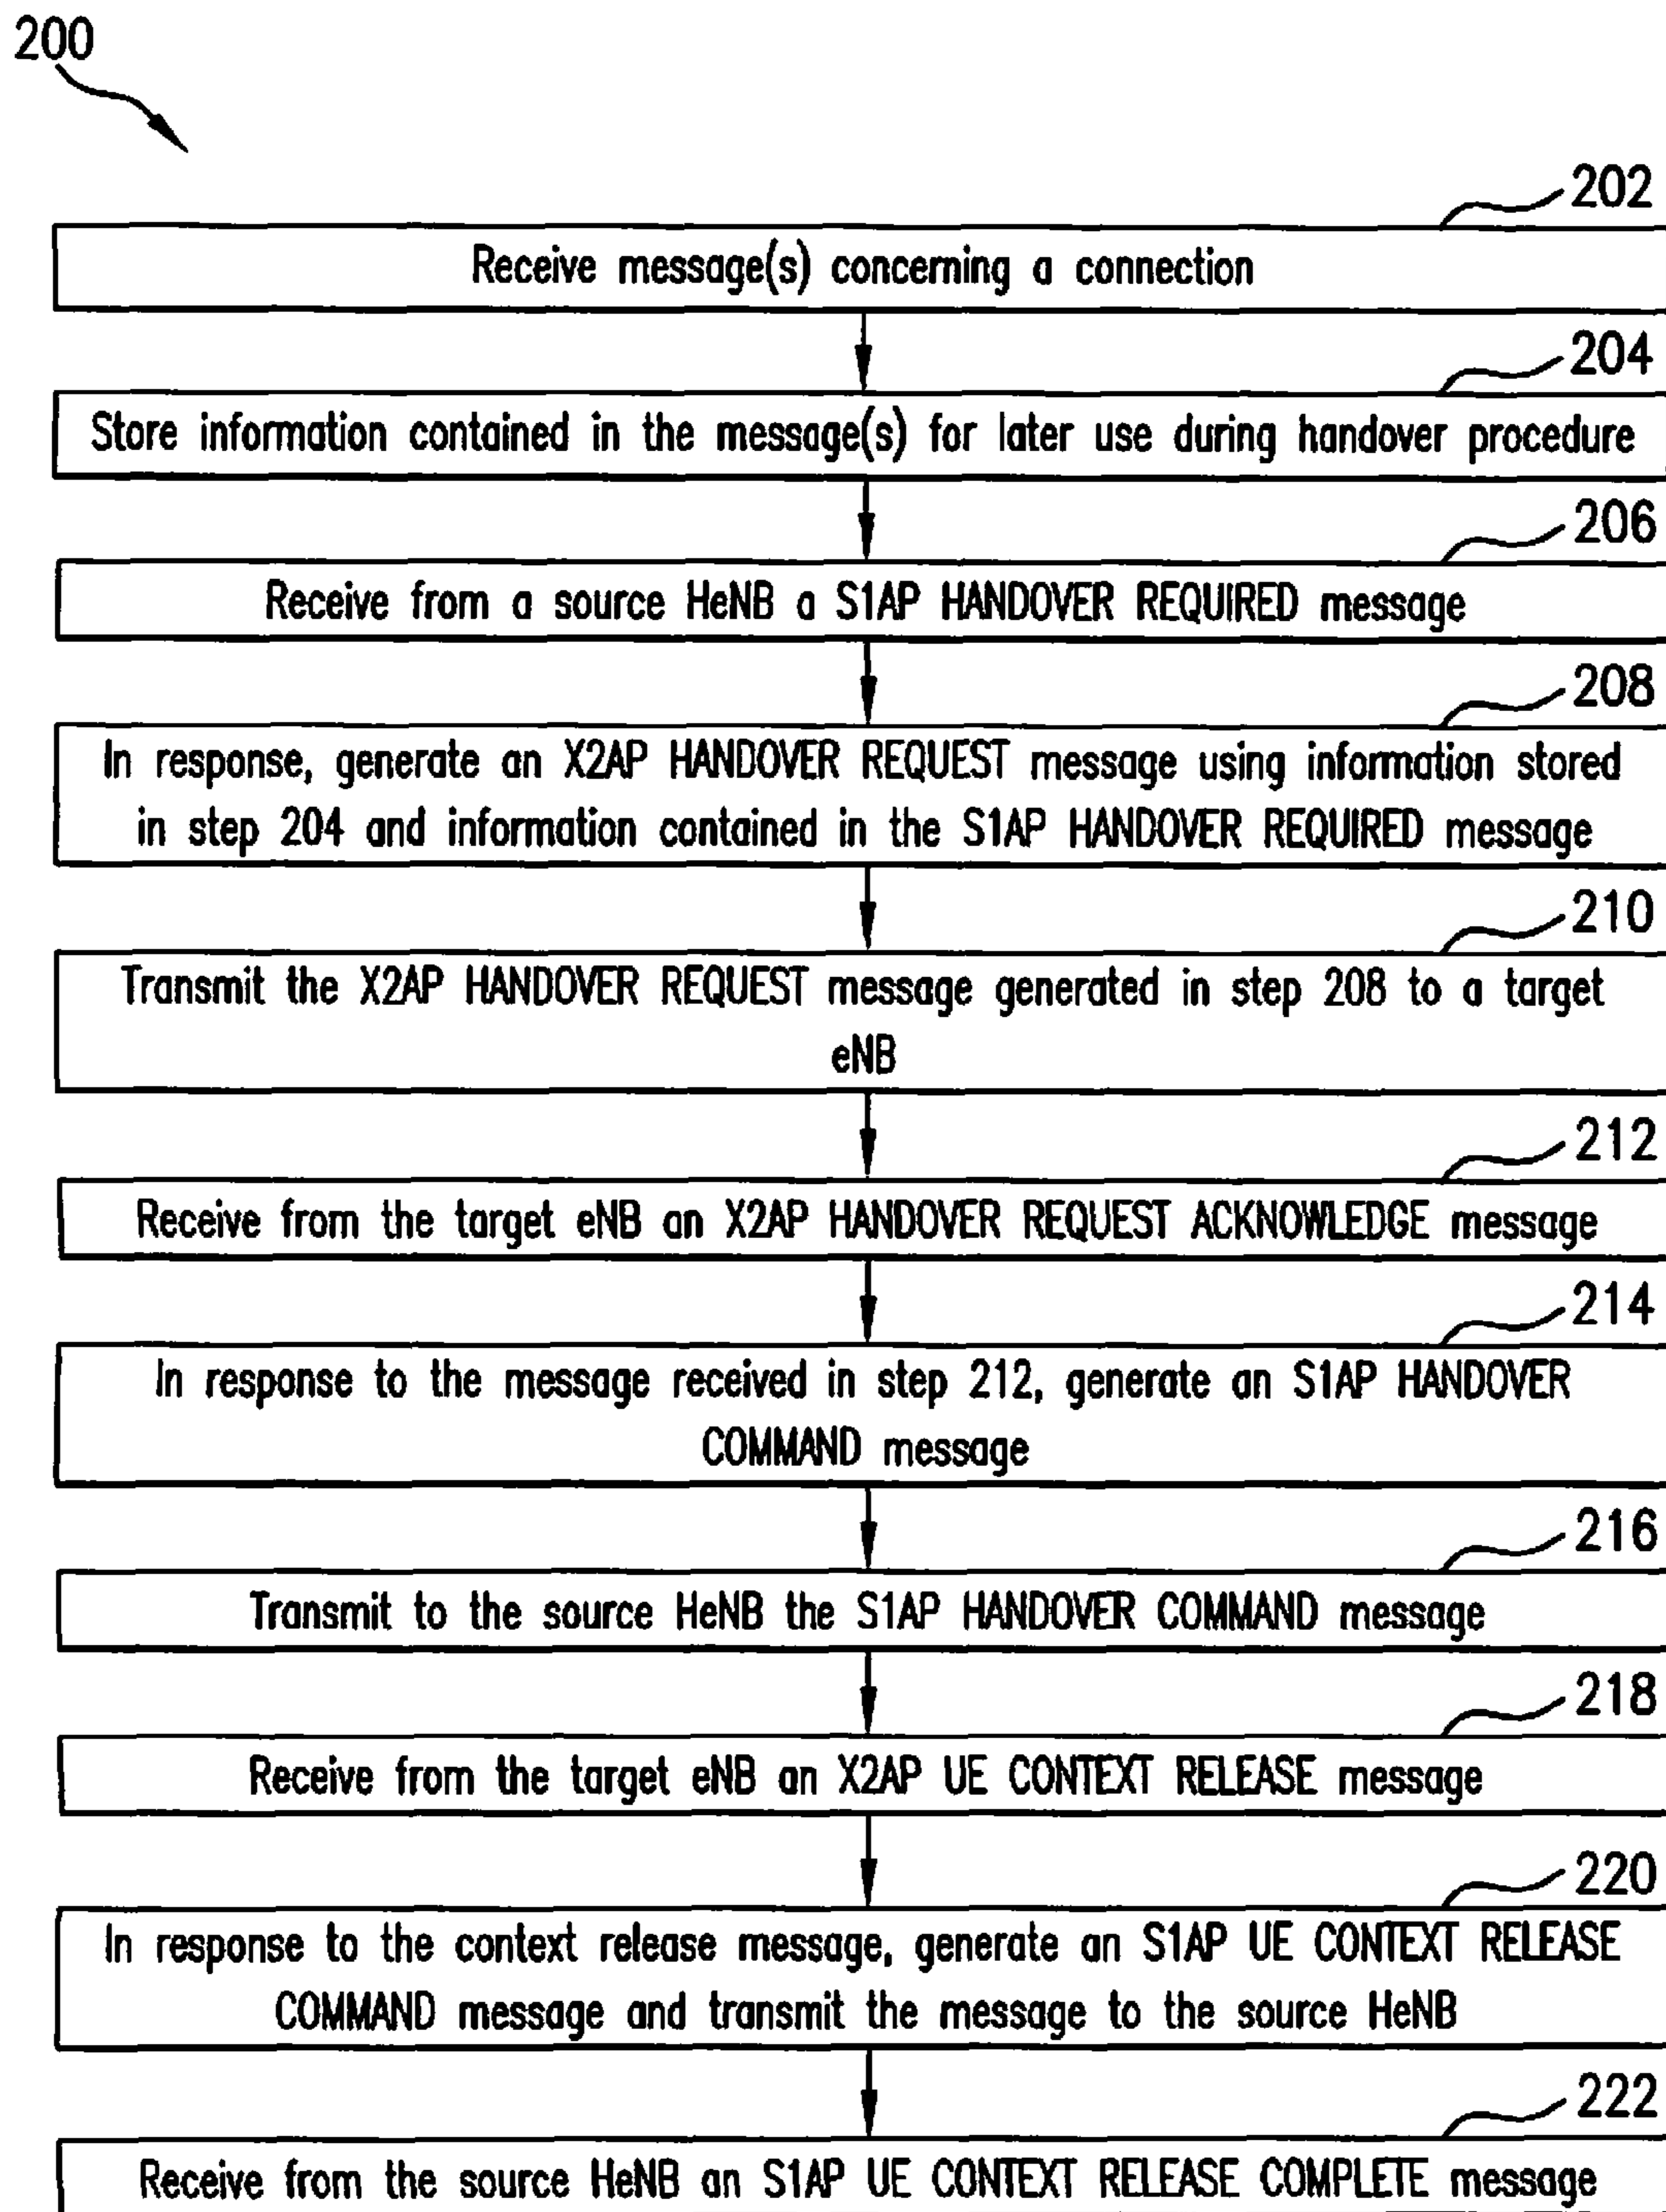 200
202
Receive message(s) concerning a connection
204
Store information contained in the message(s) for later use during handover procedure
206
Receive from a source HeNB a S1AP HANDOVER REQUIRED message
208
In response, generate an X2AP HANDOVER REQUEST message using information stored
in step 204 and information contained in the S1AP HANDOVER REQUIRED message
210
Transmit the X2AP HANDOVER REQUEST message generated in step 208 to a target
eNB
212
Receive from the target eNB an X2AP HANDOVER REQUEST ACKNOWLEDGE message
214
In response to the message received in step 212, generate an S1AP HANDOVER
COMMAND message
216
Transmit to the source HeNB the S1AP HANDOVER COMMAND message
218
Receive from the target eNB an X2AP UE CONTEXT RELEASE message
220
In response to the context release message, generate an S1AP UE CONTEXT RELEASE
COMMAND message and transmit the message to the source HeNB
222
Receive from the source HeNB an S1AP UE CONTEXT RELEASE COMPLETE message